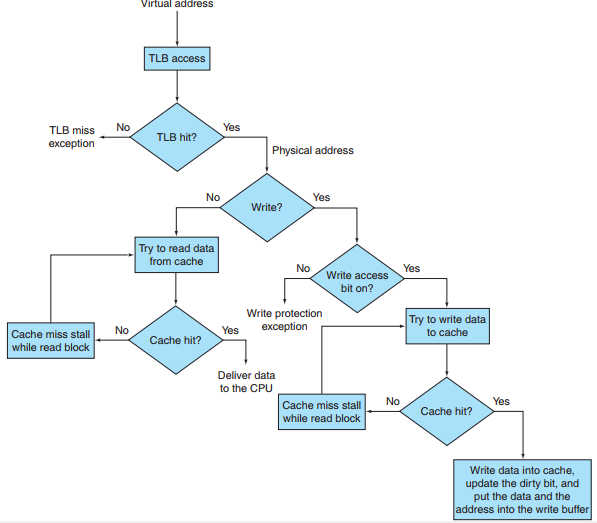 Virtual address
TLB access
TLB hit?
No
Yes
TLB miss
exception
Physical address
Write?
No
Yes
Try to read data
from cache
Write access
bit on?
No
Yes
Write protection
exception
Try to write data
to cache
Cache hit?
No
Yes
Cache miss stall
while read block
Deliver data
to the CPU
Cache hit?
No
Yes
Cache miss stall
while read block
Write data into cache,
update the dirty bit, and
put the data and the
address into the write buffer